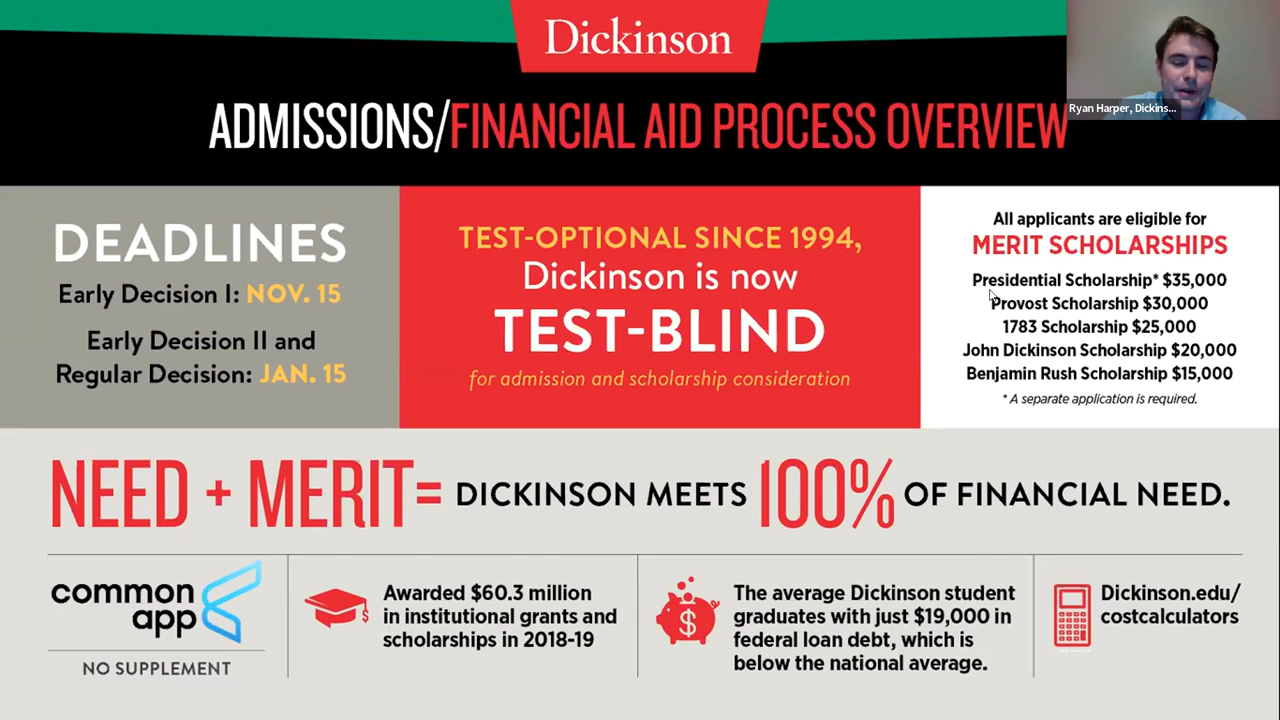 Dickinson
Ryan Harper, Dickins...
ADMISSIONS/FINANCIAL AID PROCESS OVERVIEW
DEADLINES
Early Decision I: NOV. 15
Early Decision II and
Regular Decision: JAN. 15
TEST-OPTIONAL SINCE 1994,
Dickinson is now
TEST-BLIND
for admission and scholarship consideration
All applicants are eligible for
MERIT SCHOLARSHIPS
Presidential Scholarship* $35,000
Provost Scholarship $30,000
1783 Scholarship $25,000
John Dickinson Scholarship $20,000
Benjamin Rush Scholarship $15,000
* A separate application is required.
NEED + MERIT= DICKINSON MEETS 100% OF FINANCIAL NEED.
common
app
NO SUPPLEMENT
Awarded $60.3 million
in institutional grants and
scholarships in 2018-19
The average Dickinson student
graduates with just $19,000 in
federal loan debt, which is
below the national average.
Dickinson.edu/
costcalculators